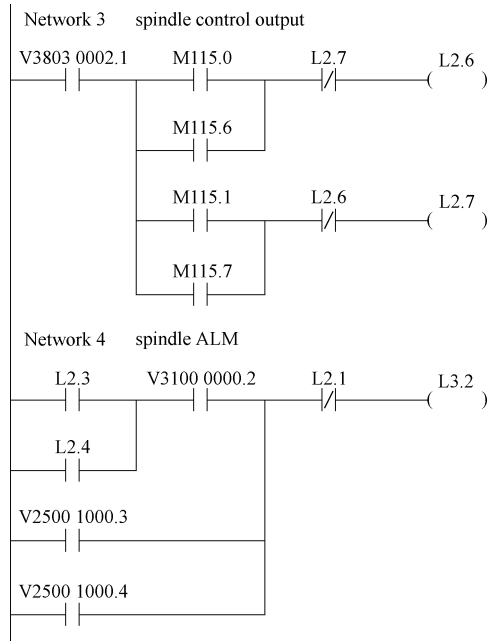 Network 3 spindle control output
V3803 0002.1 M115.0 L2.7 L2.6
M115.6
M115.1 L2.6 L2.7
M115.7
Network 4 spindle ALM
L2.3 V3100 0000.2 L2.1 L3.2
L2.4
V2500 1000.3
V2500 1000.4